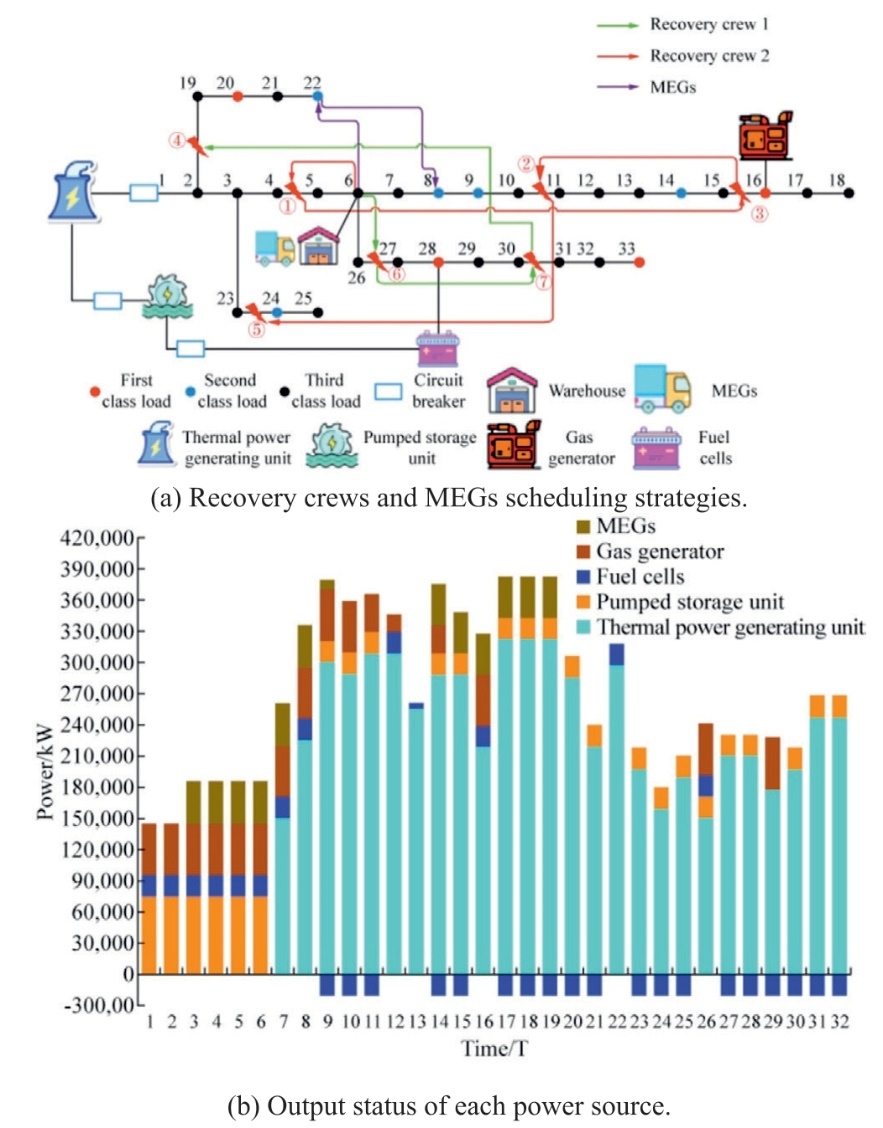 Recovery crew 1
Recovery crew 2
MEGs
19 20 21 22
④
②
1 2 3 4 5 6 7 8 9 10 11 12 13 14 15 16 17 18
① ③
27 28 29 30 31 32 33
26 ⑥ ⑦
23 24 25
⑤
First class load
Second class load
Third class load
Circuit breaker
Warehouse
MEGs
Thermal power generating unit
Pumped storage unit
Gas generator
Fuel cells
(a) Recovery crews and MEGs scheduling strategies.
MEGs
Gas generator
Fuel cells
Pumped storage unit
Thermal power generating unit
Power/kW
420,000
390,000
360,000
330,000
300,000
270,000
240,000
210,000
180,000
150,000
120,000
90,000
60,000
30,000
0
-300,00
1 2 3 4 5 6 7 8 9 10 11 12 13 14 15 16 17 18 19 20 21 22 23 24 25 26 27 28 29 30 31 32
Time/T
(b) Output status of each power source.